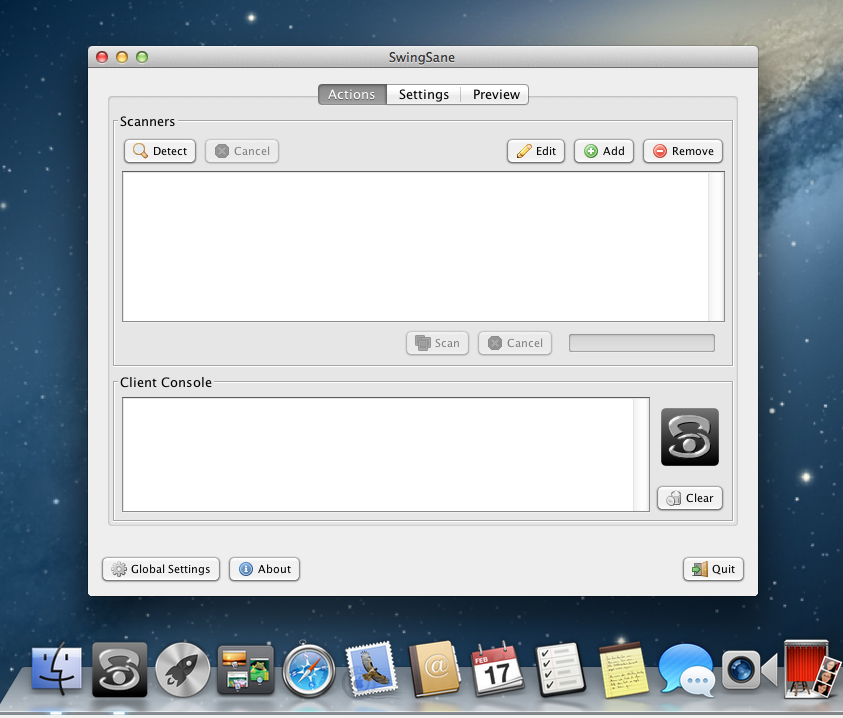 SwingSane
Actions Settings Preview
Scanners
Detect Cancel Edit Add Remove
Scan Cancel
Client Console
Clear
Global Settings About Quit
@
FEB
17